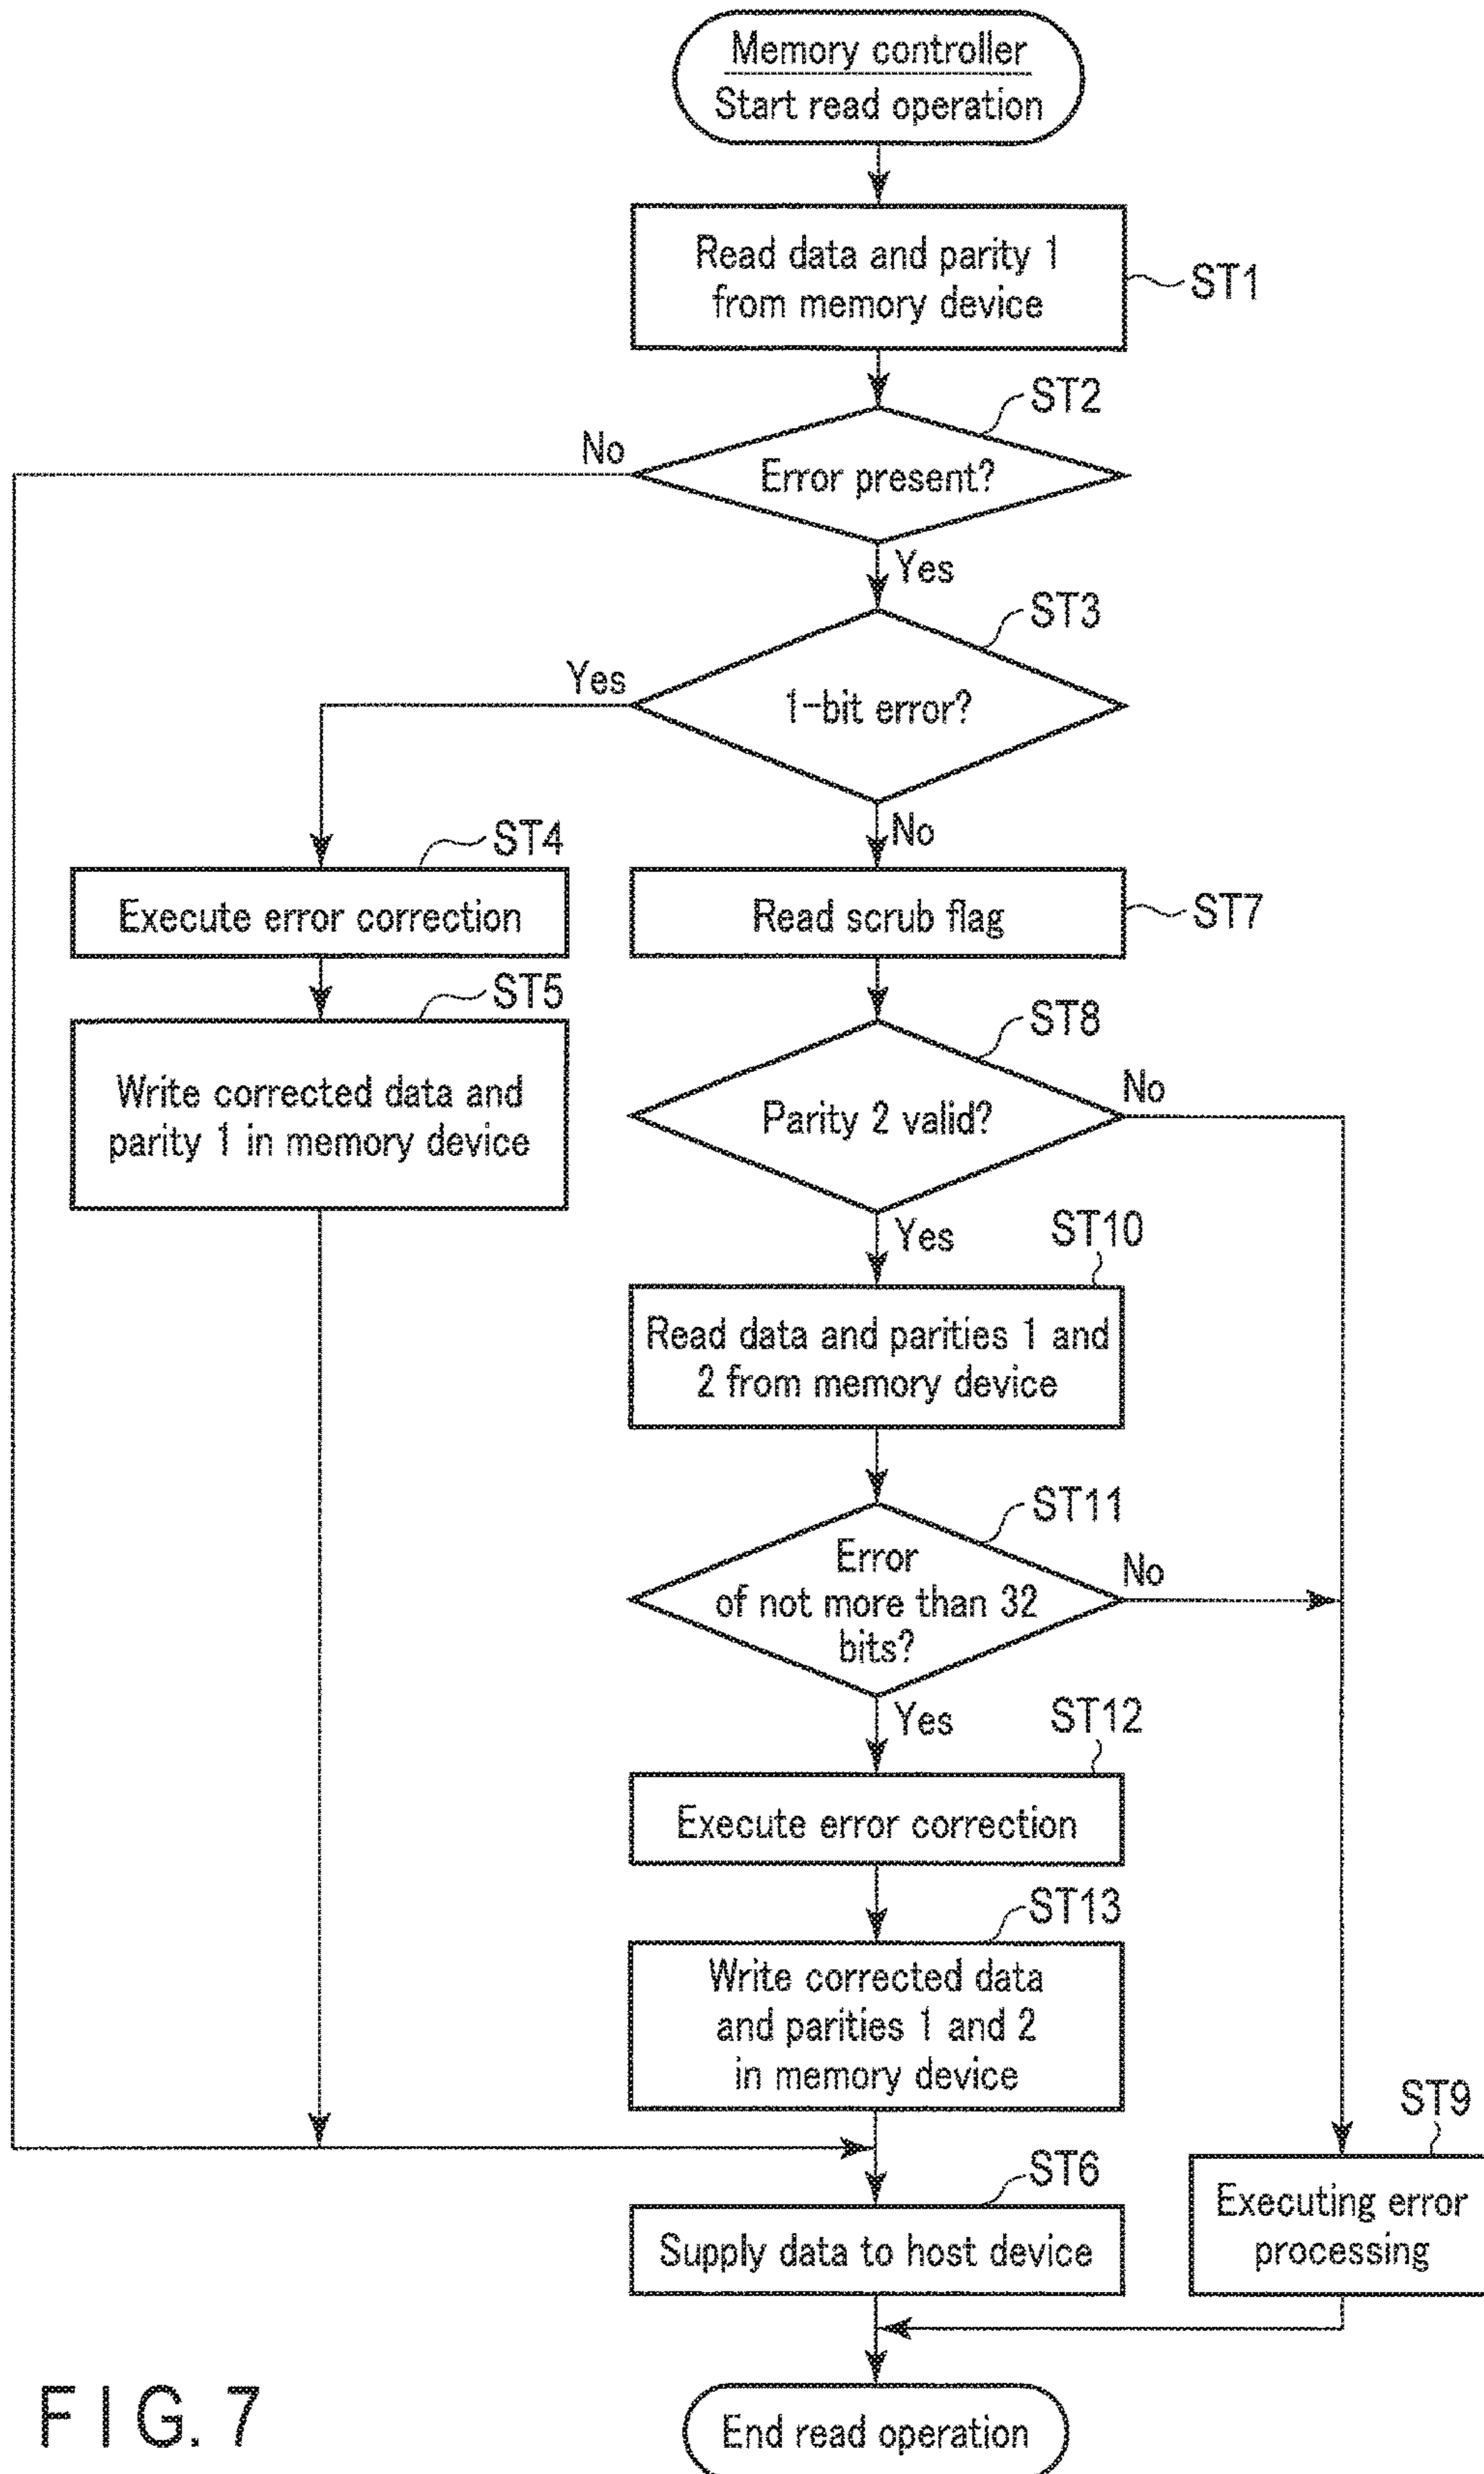 Memory controller
Start read operation
Read data and parity 1
from memory device
ST1
ST2
No
Error present?
Yes
ST3
Yes
1-bit error?
No
ST4
Execute error correction
Read scrub flag
ST7
ST5
Write corrected data and
parity 1 in memory device
ST8
No
Parity 2 valid?
Yes
ST10
Read data and parities 1 and
2 from memory device
ST11
Error
of not more than 32
bits?
No
Yes
ST12
Execute error correction
ST13
Write corrected data
and parities 1 and 2
in memory device
ST9
Executing error
processing
ST6
Supply data to host device
End read operation
FIG. 7